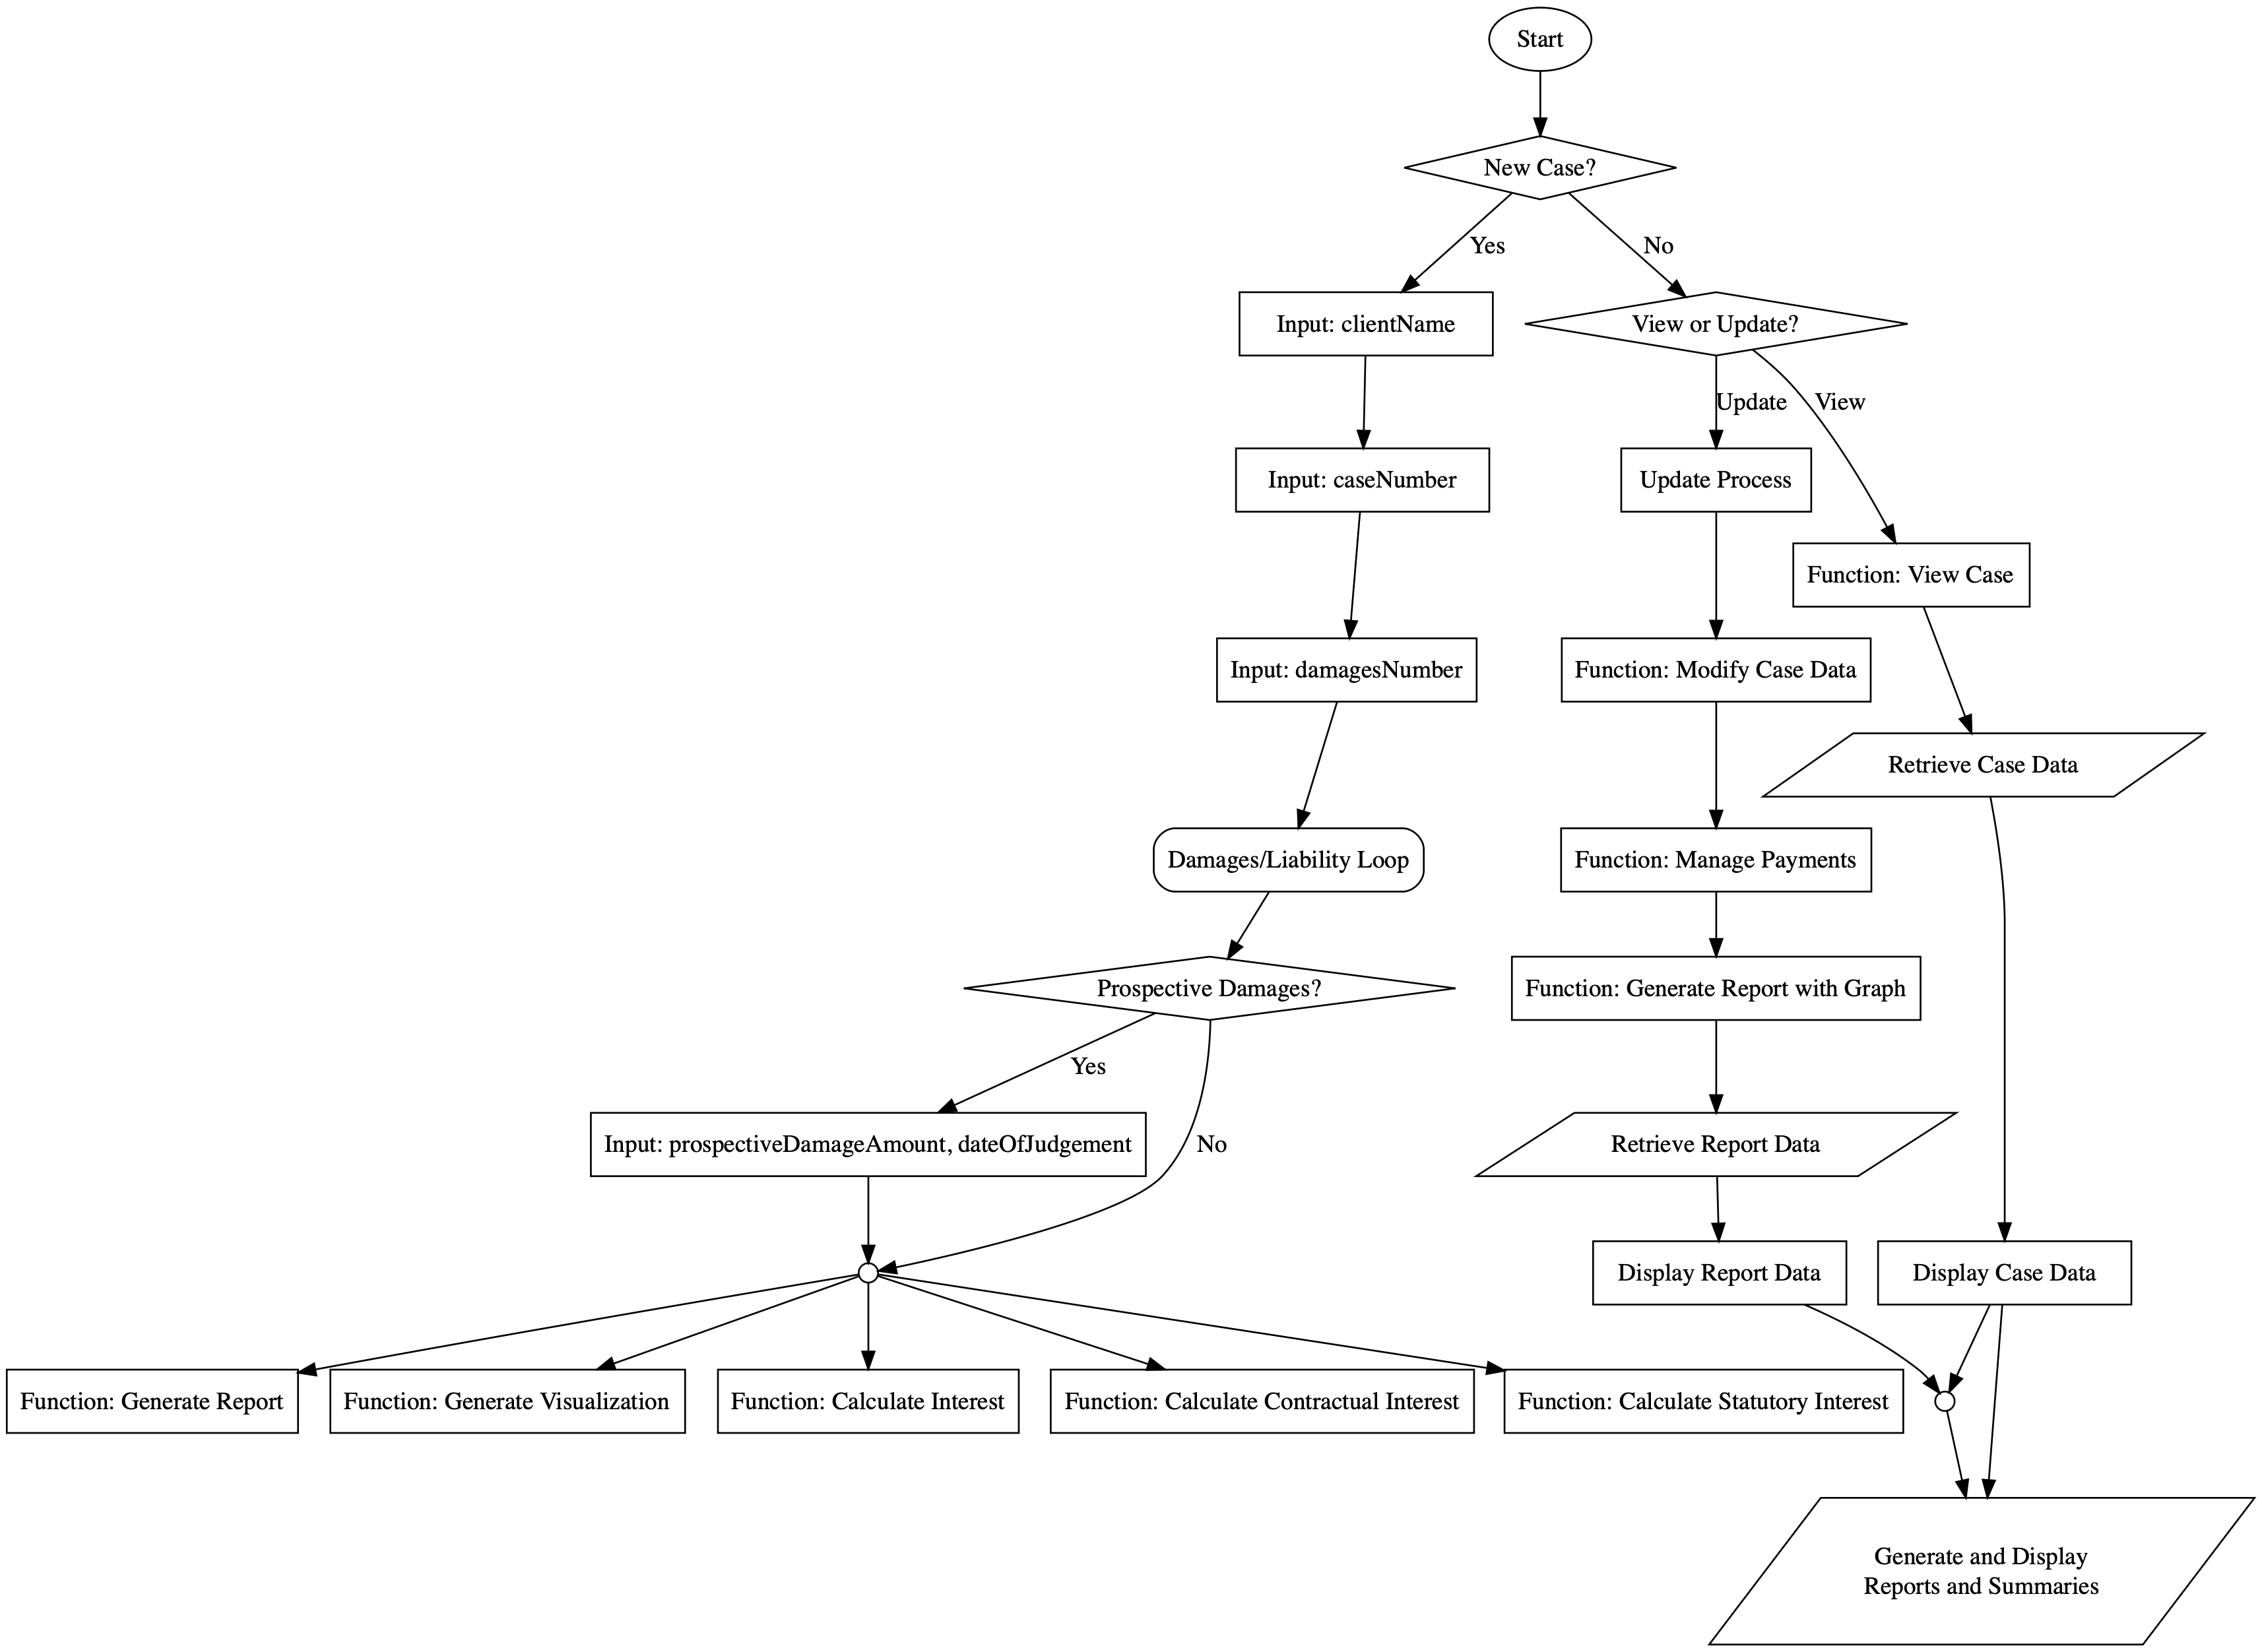 Start
New Case?
Yes
No
Input: clientName
View or Update?
Update
View
Input: caseNumber
Update Process
Function: View Case
Input: damagesNumber
Function: Modify Case Data
Retrieve Case Data
Damages/Liability Loop
Function: Manage Payments
Prospective Damages?
Function: Generate Report with Graph
Yes
Input: prospectiveDamageAmount, dateOfJudgement
No
Retrieve Report Data
Display Report Data
Display Case Data
Function: Generate Report
Function: Generate Visualization
Function: Calculate Interest
Function: Calculate Contractual Interest
Function: Calculate Statutory Interest
Generate and Display
Reports and Summaries